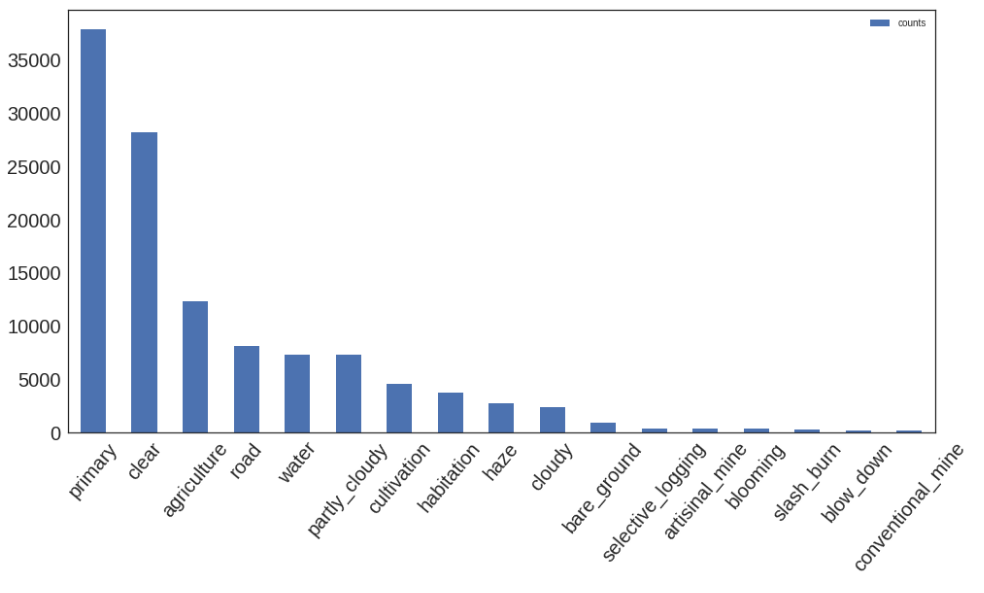 counts
35000
30000
25000
20000
15000
10000
5000
0
primary
clear
agriculture
road
water
partly_cloudy
cultivation
habitation
haze
cloudy
bare_ground
selective_logging
artisinal_mine
blooming
slash_burn
blow_down
conventional_mine